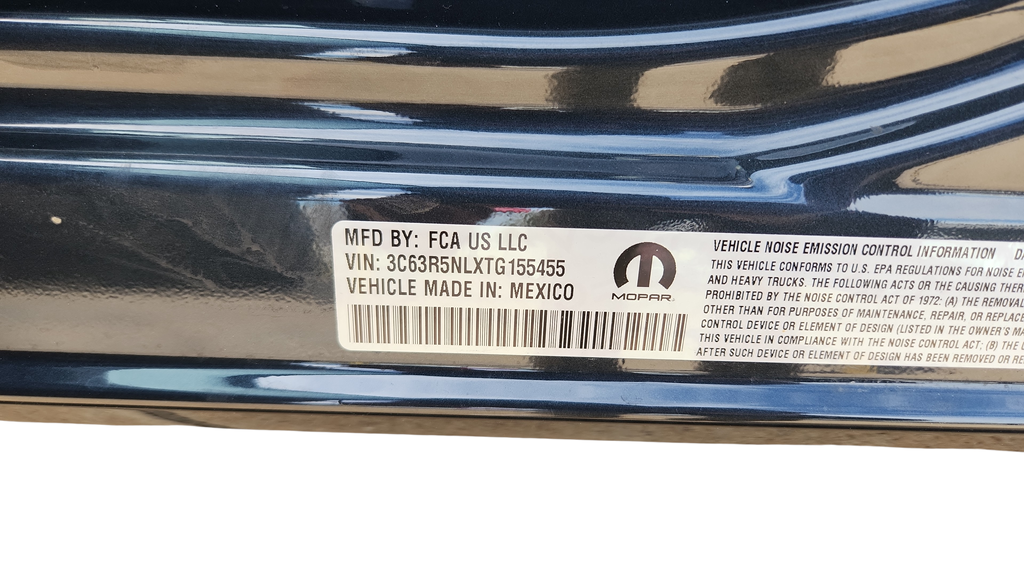 MFD BY: FCA US LLC
VIN: 3C63R5NLXTG155455
VEHICLE MADE IN: MEXICO
MOPAR
VEHICLE NOISE EMISSION CONTROL INFORMATION
THIS VEHICLE CONFORMS TO U.S. EPA REGULATIONS FOR NOISE
AND HEAVY TRUCKS. THE FOLLOWING ACTS OR THE CAUSING
PROHIBITED BY THE NOISE CONTROL ACT OF 1972: (A) THE REMOVAL
OTHER THAN FOR PURPOSES OF MAINTENANCE, REPAIR, OR
CONTROL DEVICE OR ELEMENT OF DESIGN (LISTED IN THE OWNER'S
THIS VEHICLE IN COMPLIANCE WITH THE NOISE CONTROL ACT; (B) THE
AFTER SUCH DEVICE OR ELEMENT OF DESIGN HAS BEEN REMOVED OR